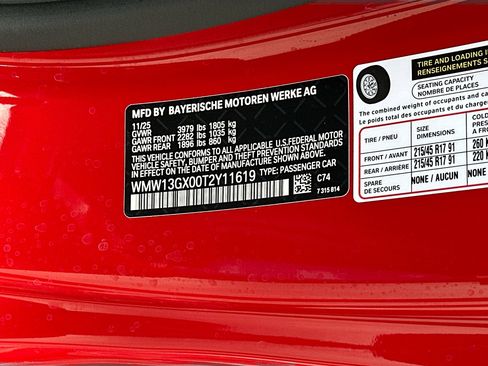 MFD BY BAYERISCHE MOTOREN WERKE AG
11/25
GVWR 3979 lbs 1805 kg
GAWR FRONT 2282 lbs 1035 kg
GAWR REAR 1896 lbs 860 kg
THIS VEHICLE CONFORMS TO ALL APPLICABLE U.S. FEDERAL MOTOR
VEHICLE SAFETY, BUMPER, AND THEFT PREVENTION STANDARDS
IN EFFECT ON THE DATE OF MANUFACTURE SHOWN ABOVE.
WMW13GX00T2Y11619 TYPE: PASSENGER CAR
C74
7 315 814
TIRE AND LOADING I
RENSEIGNEMENTS S
SEATING CAPACITY
NOMBRE DE PLACES
The combined weight of occupants and ca
Le poids total des occupants et du
TIRE / PNEU
SIZE
DIMENSIONS
COLD
PRES
FRONT / AVANT 215/45 R17 91 260
REAR / ARRIÈRE 215/45 R17 91 220
SPARE
DE SECOURS NONE / AUCUN NONE